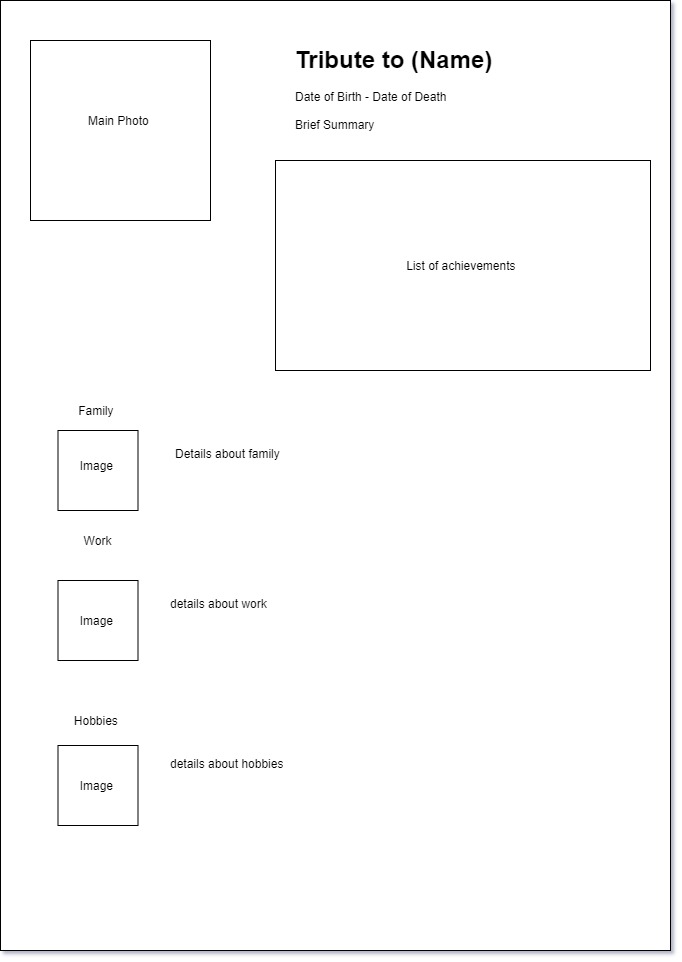 Main Photo
Tribute to (Name)
Date of Birth - Date of Death
Brief Summary
List of achievements
Family
Image
Details about family
Work
Image
details about work
Hobbies
Image
details about hobbies